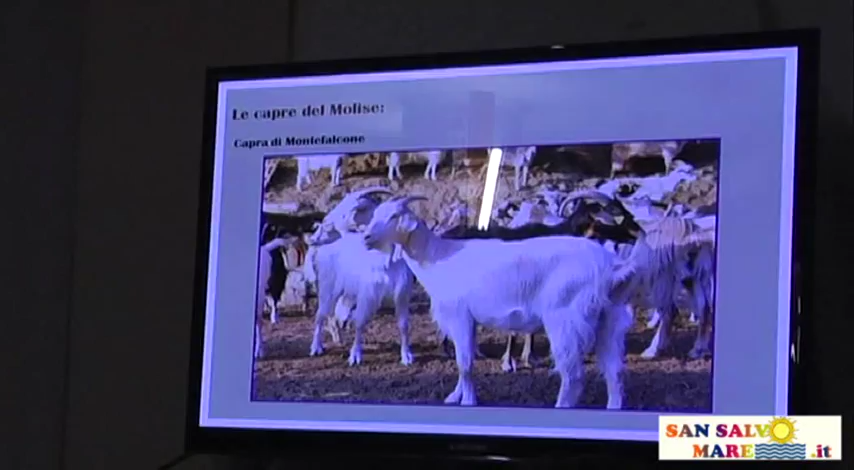 Le capre del Molise:
Capra di Montefalcone
SAN SALVO
MARE.it